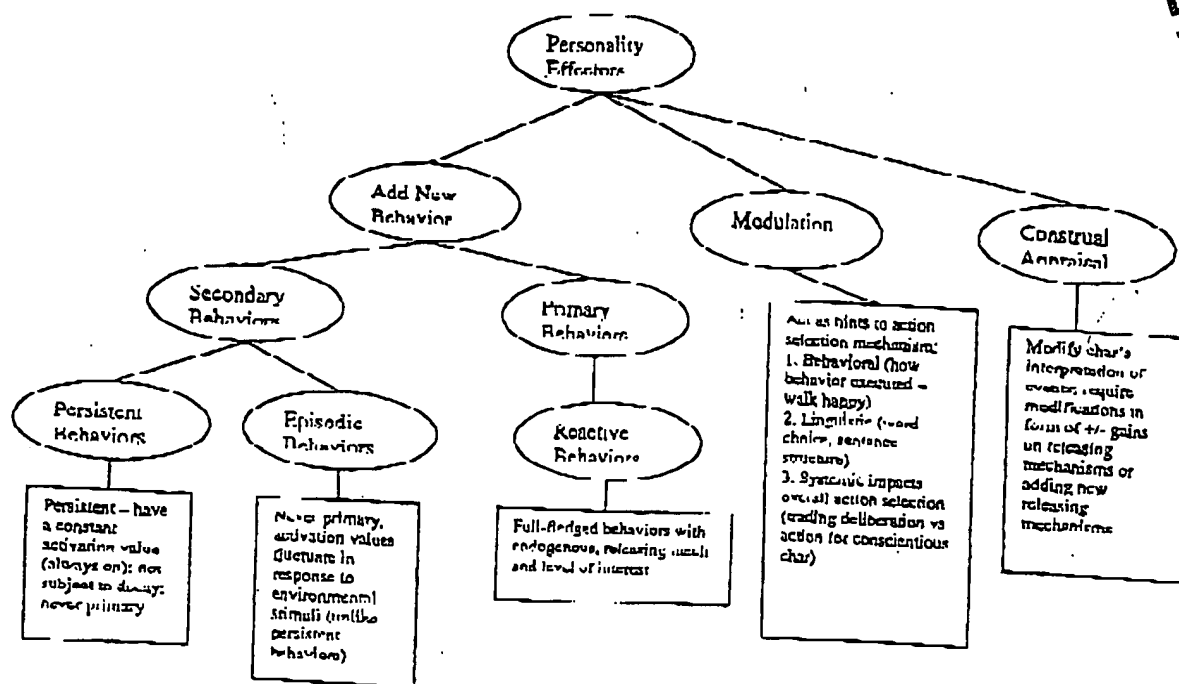 Personality
Effectors
Add New
Behavior
Modulation
Construal
Appraisal
Secondary
Behaviors
Primary
Behaviors
Persistent
Behaviors
Episodic
Behaviors
Reactive
Behaviors
Persistent – have
a constant
activation value
(always on); not
subject to decay;
never primary
Never primary,
activation values
fluctuate in
response to
environmental
stimuli (unlike
persistent
behaviors)
Full-fledged behaviors with
endogenous, releasing mech
and level of interest
Act as hints to action
selection mechanism:
1. Behavioral (how
behavior executed –
walk happy)
2. Linguistic (word
choice, sentence
structure)
3. Systemic impacts
overall action selection
(trading deliberation vs
action for conscientious
char)
Modify char's
interpretation of
events; require
modifications in
form of +/- gains
on releasing
mechanisms or
adding new
releasing
mechanisms